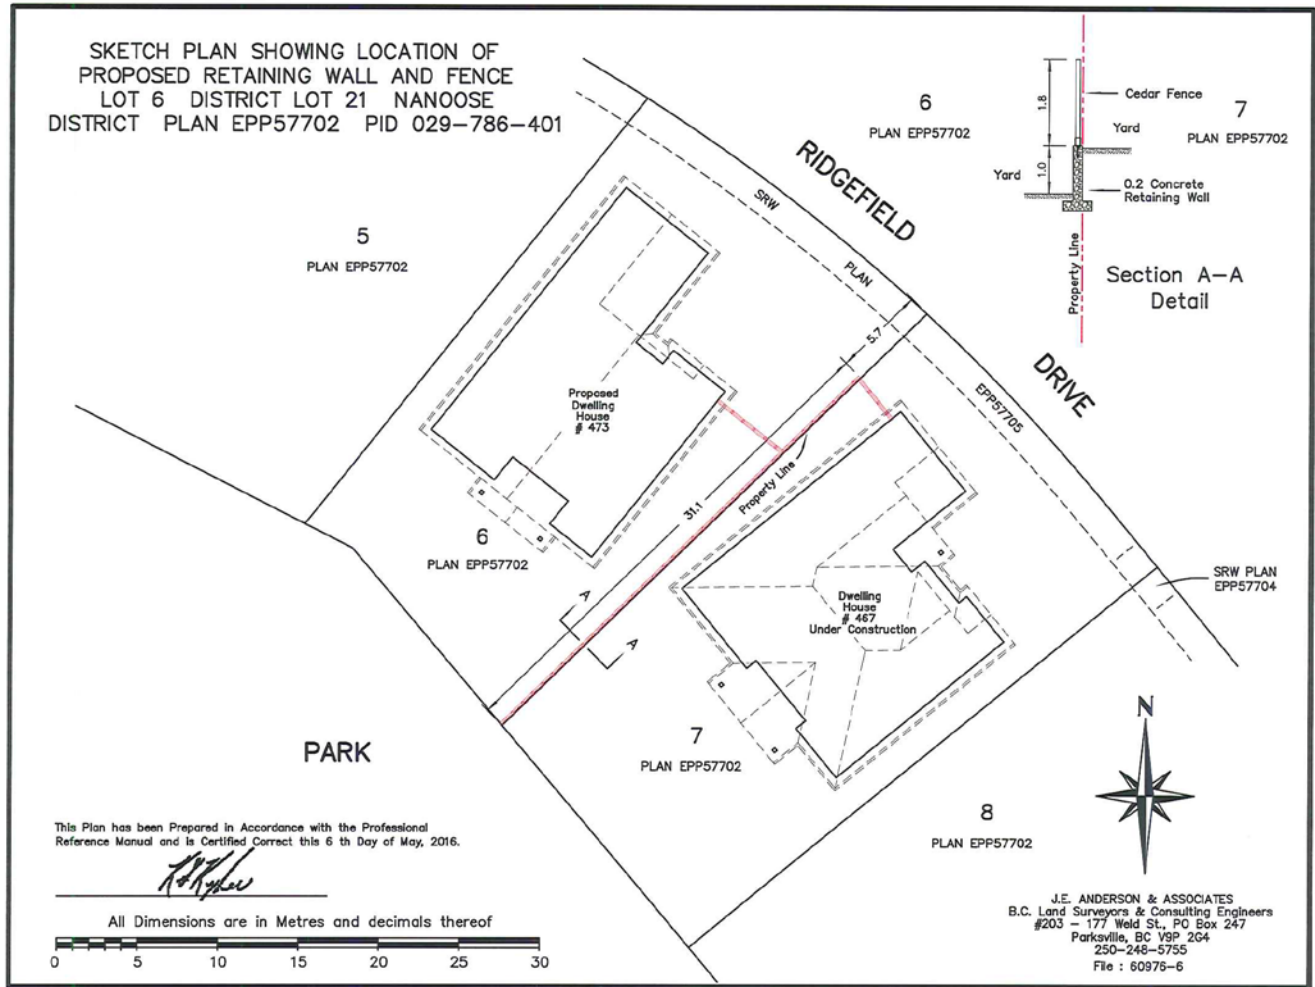 SKETCH PLAN SHOWING LOCATION OF
PROPOSED RETAINING WALL AND FENCE
LOT 6 DISTRICT LOT 21 NANOOSE
DISTRICT PLAN EPP57702 PID 029-786-401
6
PLAN EPP57702
7
PLAN EPP57702
1.8
1.0
Cedar Fence
Yard
Yard
0.2 Concrete
Retaining Wall
Property Line
Section A-A
Detail
RIDGEFIELD
DRIVE
SRW
PLAN
EPP57705
5
PLAN EPP57702
Proposed
Dwelling
House
# 473
5.7
31.1
Property Line
6
PLAN EPP57702
A
A
Dwelling
House
# 467
Under Construction
SRW PLAN
EPP57704
7
PLAN EPP57702
PARK
8
PLAN EPP57702
N
This Plan has been Prepared in Accordance with the Professional
Reference Manual and is Certified Correct this 6 th Day of May, 2016.
All Dimensions are in Metres and decimals thereof
0 5 10 15 20 25 30
J.E. ANDERSON & ASSOCIATES
B.C. Land Surveyors & Consulting Engineers
#203 - 177 Weld St., PO Box 247
Parksville, BC V9P 2G4
250-248-5755
File : 60976-6